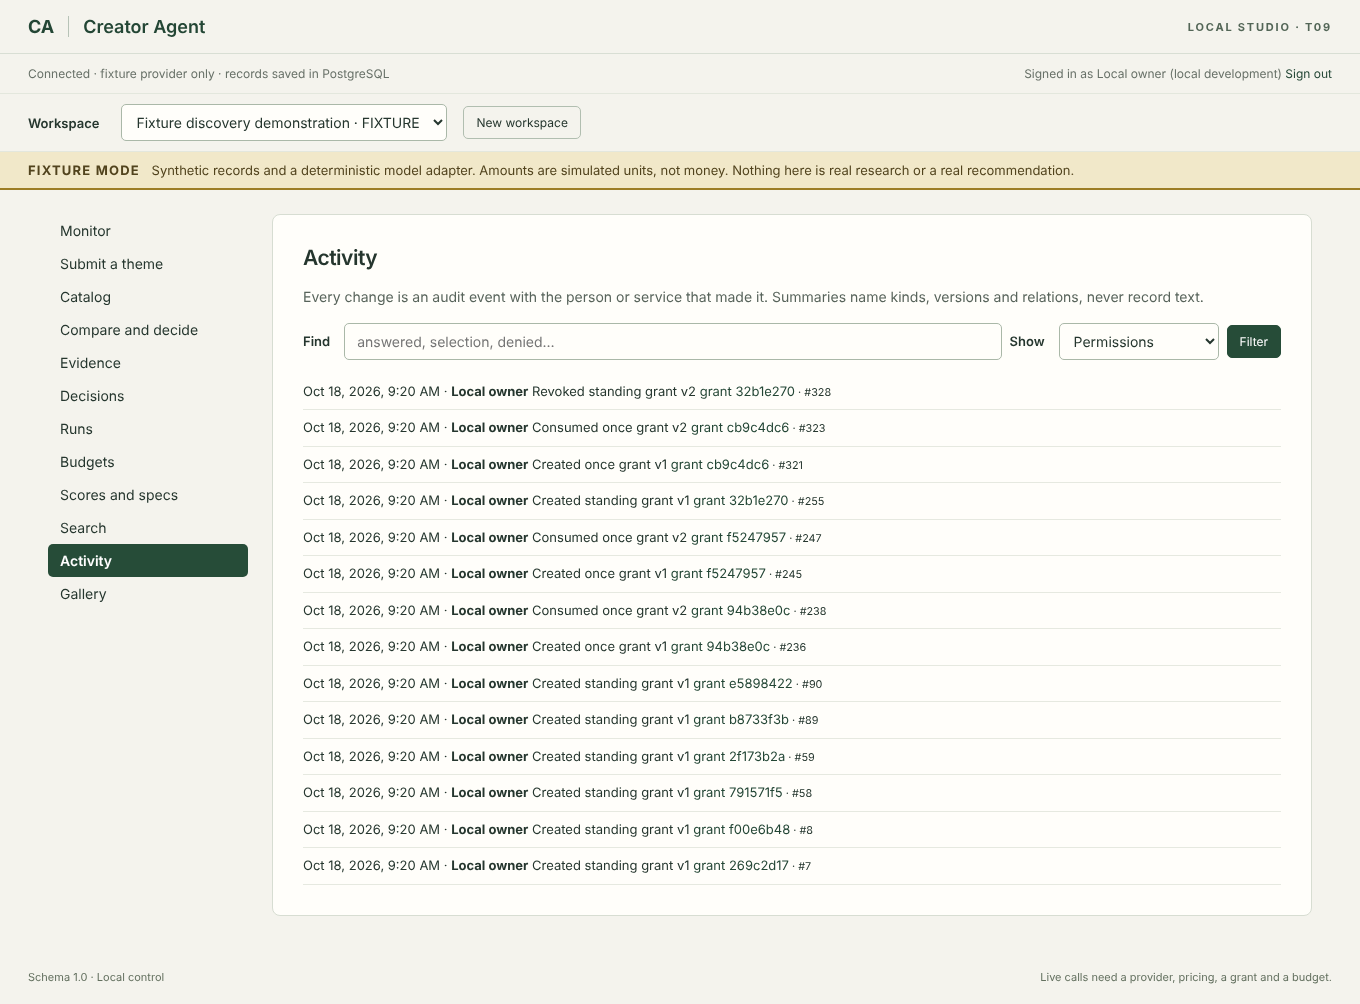 CA Creator Agent LOCAL STUDIO · T09
Connected · fixture provider only · records saved in PostgreSQL Signed in as Local owner (local development) Sign out
Workspace Fixture discovery demonstration · FIXTURE New workspace
FIXTURE MODE Synthetic records and a deterministic model adapter. Amounts are simulated units, not money. Nothing here is real research or a real recommendation.
Monitor
Submit a theme
Catalog
Compare and decide
Evidence
Decisions
Runs
Budgets
Scores and specs
Search
Activity
Gallery
Activity
Every change is an audit event with the person or service that made it. Summaries name kinds, versions and relations, never record text.
Find answered, selection, denied... Show Permissions Filter
Oct 18, 2026, 9:20 AM · Local owner Revoked standing grant v2 grant 32b1e270 · #328
Oct 18, 2026, 9:20 AM · Local owner Consumed once grant v2 grant cb9c4dc6 · #323
Oct 18, 2026, 9:20 AM · Local owner Created once grant v1 grant cb9c4dc6 · #321
Oct 18, 2026, 9:20 AM · Local owner Created standing grant v1 grant 32b1e270 · #255
Oct 18, 2026, 9:20 AM · Local owner Consumed once grant v2 grant f5247957 · #247
Oct 18, 2026, 9:20 AM · Local owner Created once grant v1 grant f5247957 · #245
Oct 18, 2026, 9:20 AM · Local owner Consumed once grant v2 grant 94b38e0c · #238
Oct 18, 2026, 9:20 AM · Local owner Created once grant v1 grant 94b38e0c · #236
Oct 18, 2026, 9:20 AM · Local owner Created standing grant v1 grant e5898422 · #90
Oct 18, 2026, 9:20 AM · Local owner Created standing grant v1 grant b8733f3b · #89
Oct 18, 2026, 9:20 AM · Local owner Created standing grant v1 grant 2f173b2a · #59
Oct 18, 2026, 9:20 AM · Local owner Created standing grant v1 grant 791571f5 · #58
Oct 18, 2026, 9:20 AM · Local owner Created standing grant v1 grant f00e6b48 · #8
Oct 18, 2026, 9:20 AM · Local owner Created standing grant v1 grant 269c2d17 · #7
Schema 1.0 · Local control Live calls need a provider, pricing, a grant and a budget.